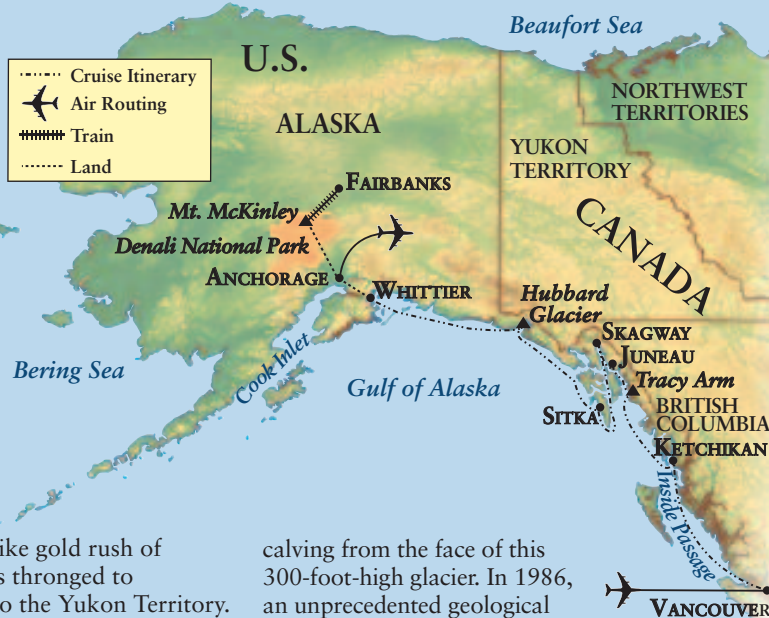 Beaufort Sea
U.S.
Cruise Itinerary
Air Routing
Train
Land
NORTHWEST
TERRITORIES
ALASKA
YUKON
TERRITORY
FAIRBANKS
CANADA
Mt. McKinley
Denali National Park
ANCHORAGE
WHITTIER
Hubbard
Glacier
SKAGWAY
JUNEAU
Tracy Arm
Bering Sea
Cook Inlet
Gulf of Alaska
SITKA
BRITISH
COLUMBIA
KETCHIKAN
Inside Passage
VANCOUVER
ike gold rush of
s thronged to
o the Yukon Territory.
calving from the face of this
300-foot-high glacier. In 1986,
an unprecedented geological